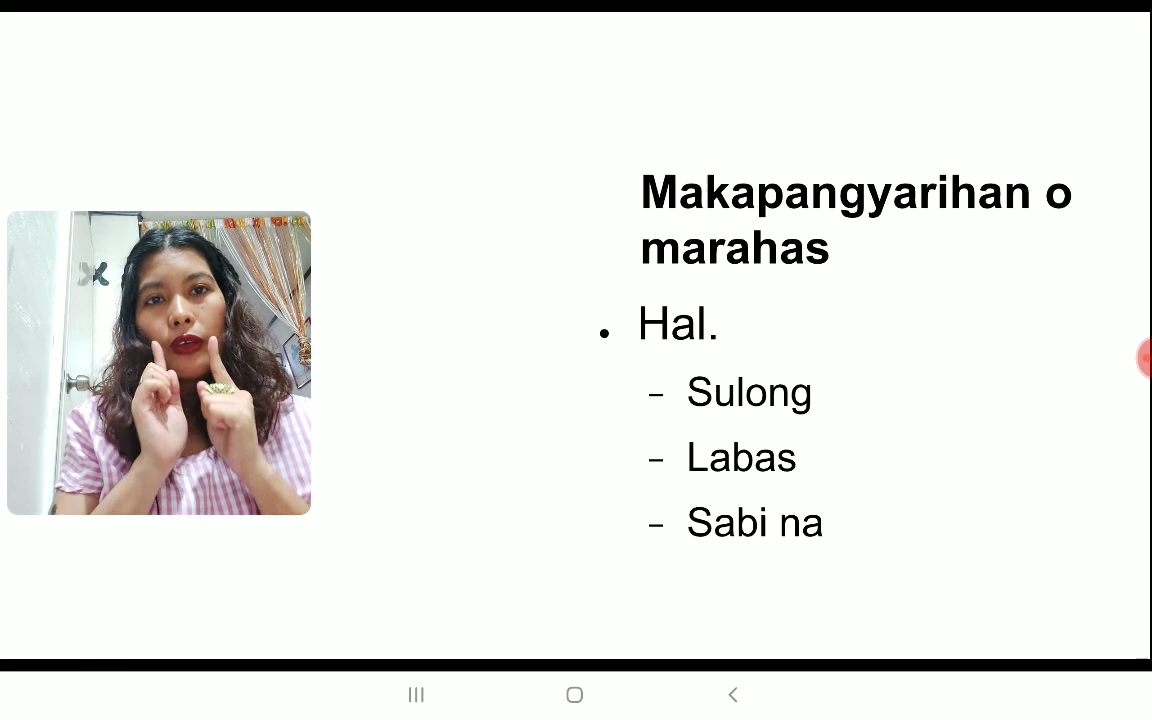 Makapangyarihan o
marahas
• Hal.
– Sulong
– Labas
– Sabi na